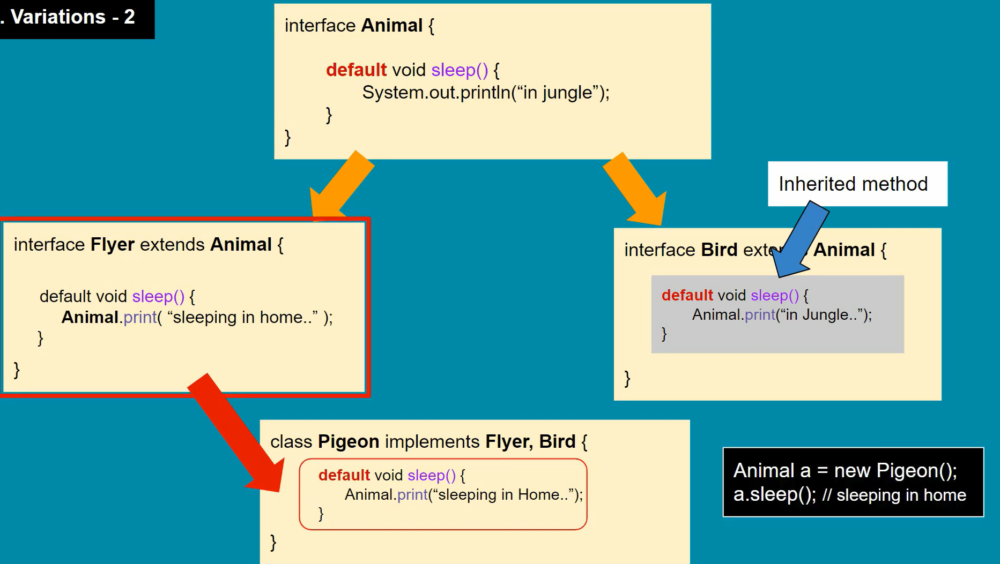 . Variations - 2
interface Animal {
default void sleep() {
System.out.println(“in jungle”);
}
}
Inherited method
interface Flyer extends Animal {
default void sleep() {
Animal.print( “sleeping in home..” );
}
}
interface Bird Animal {
default void sleep() {
Animal.print(“in Jungle..”);
}
}
class Pigeon implements Flyer, Bird {
default void sleep() {
Animal.print(“sleeping in Home..”);
}
}
Animal a = new Pigeon();
a.sleep(); // sleeping in home